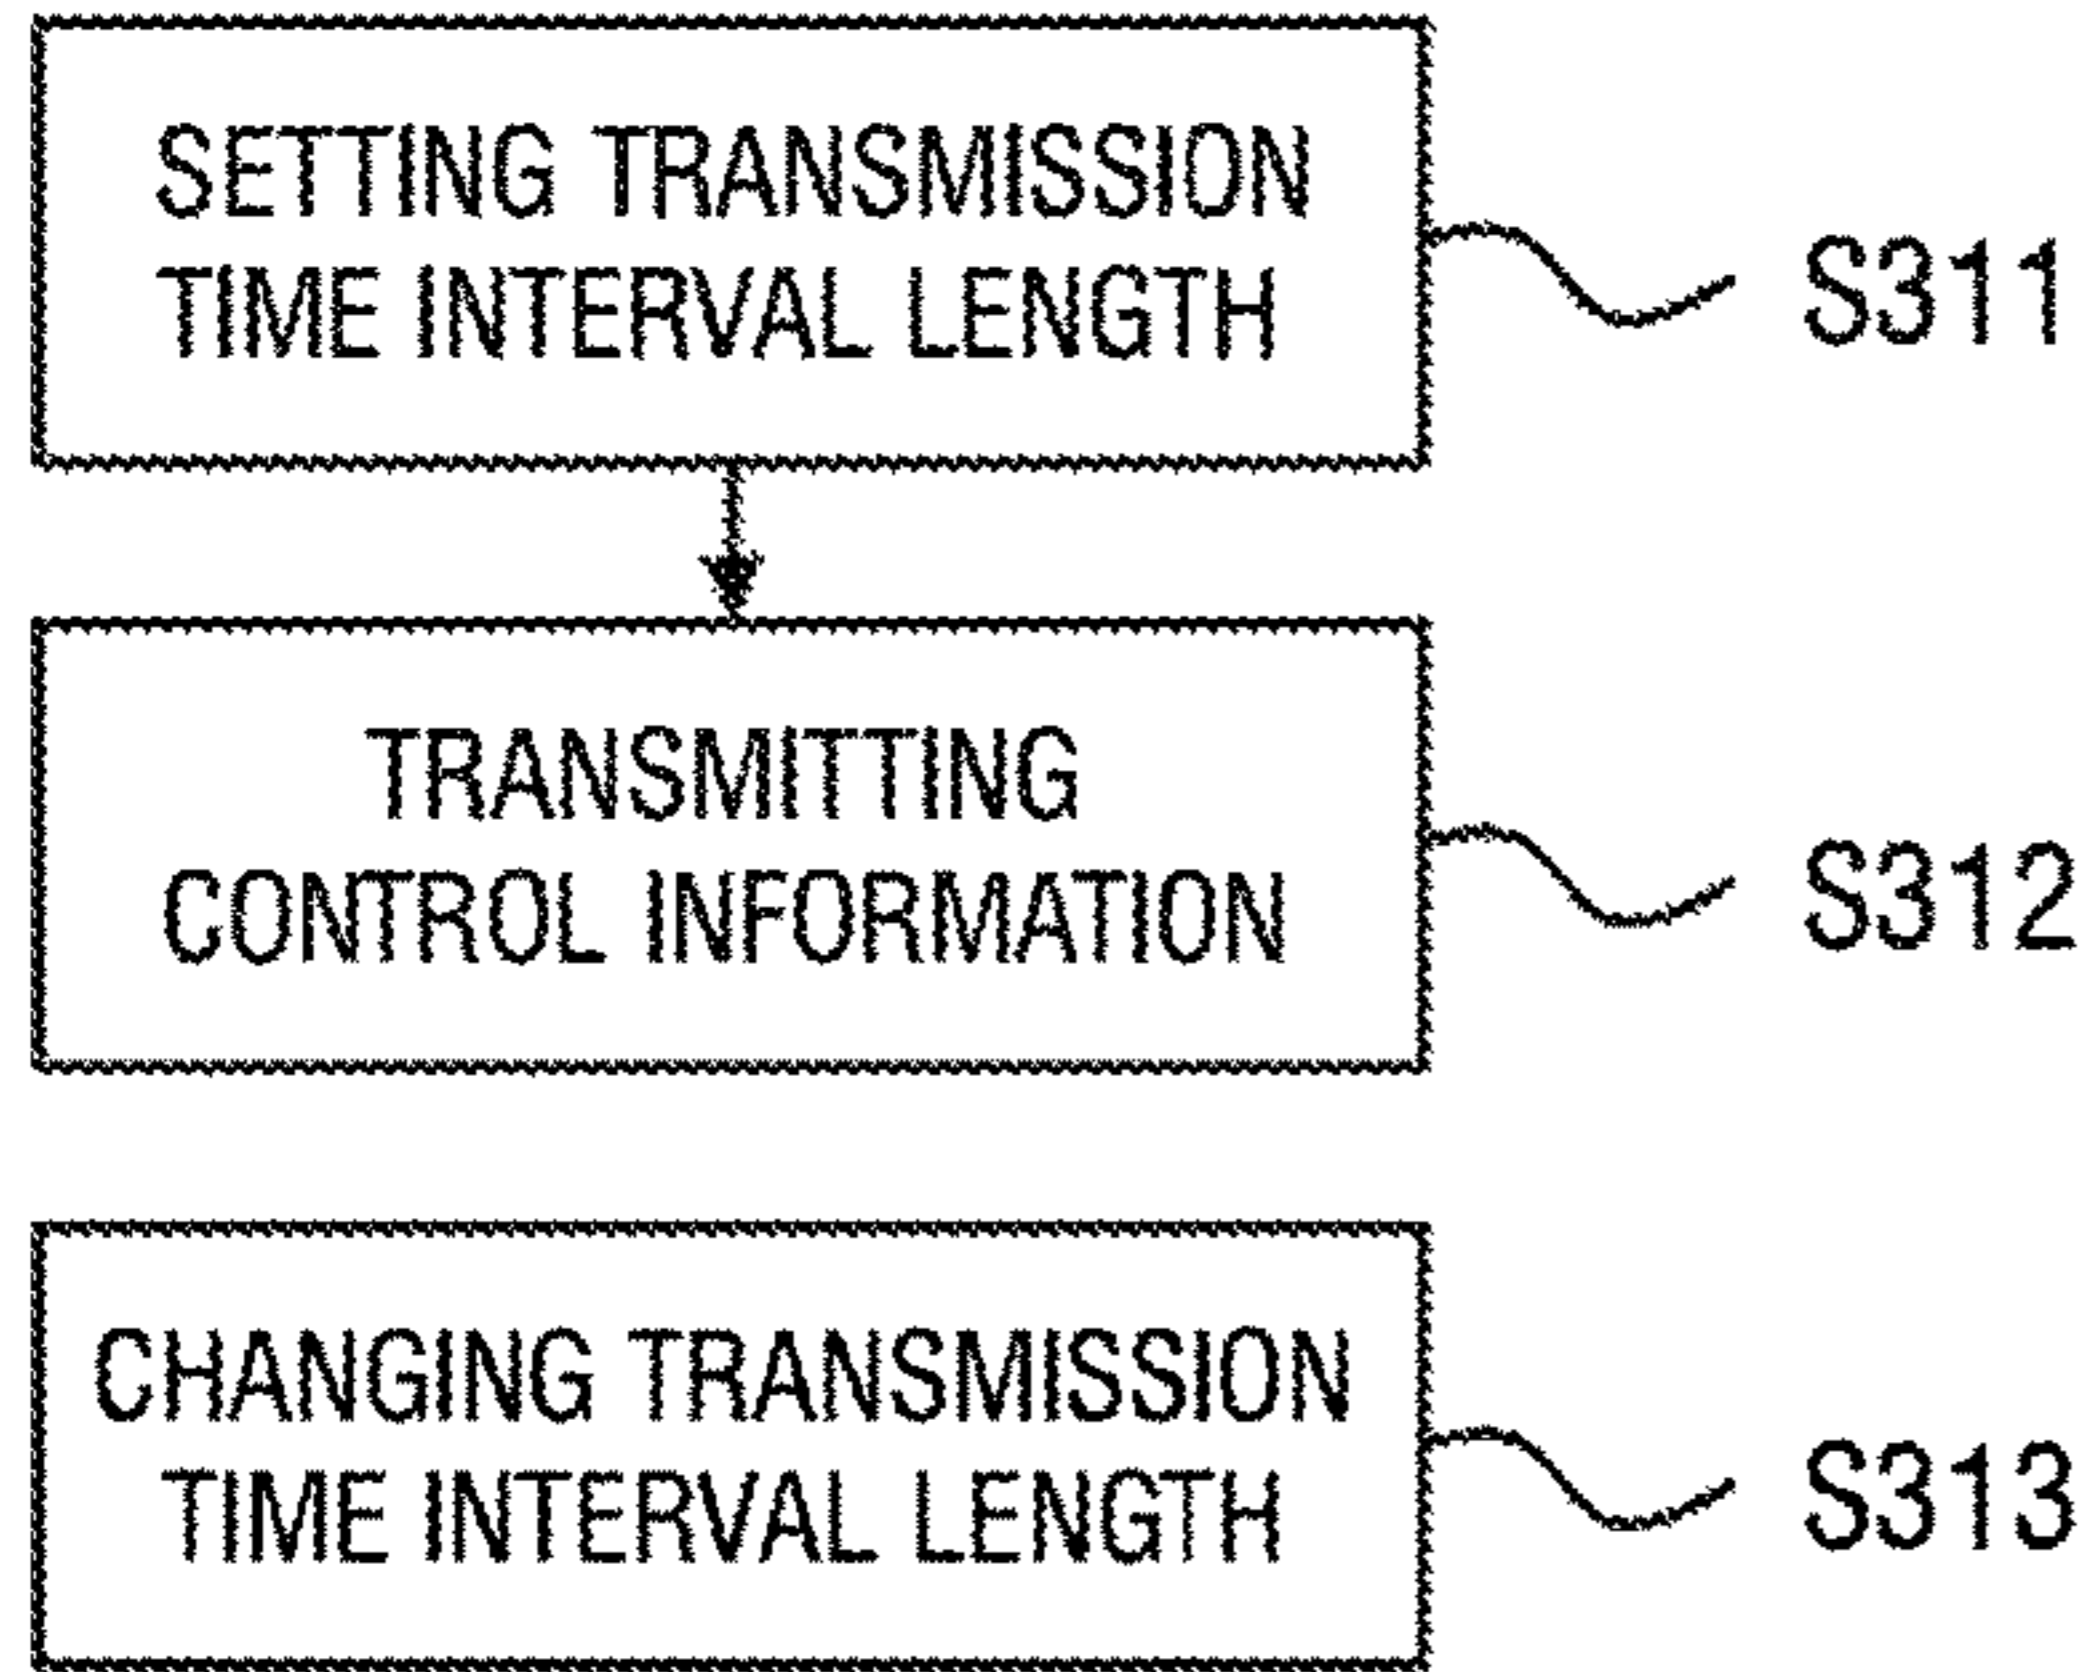 SETTING TRANSMISSION
TIME INTERVAL LENGTH
S311
TRANSMITTING
CONTROL INFORMATION
S312
CHANGING TRANSMISSION
TIME INTERVAL LENGTH
S313